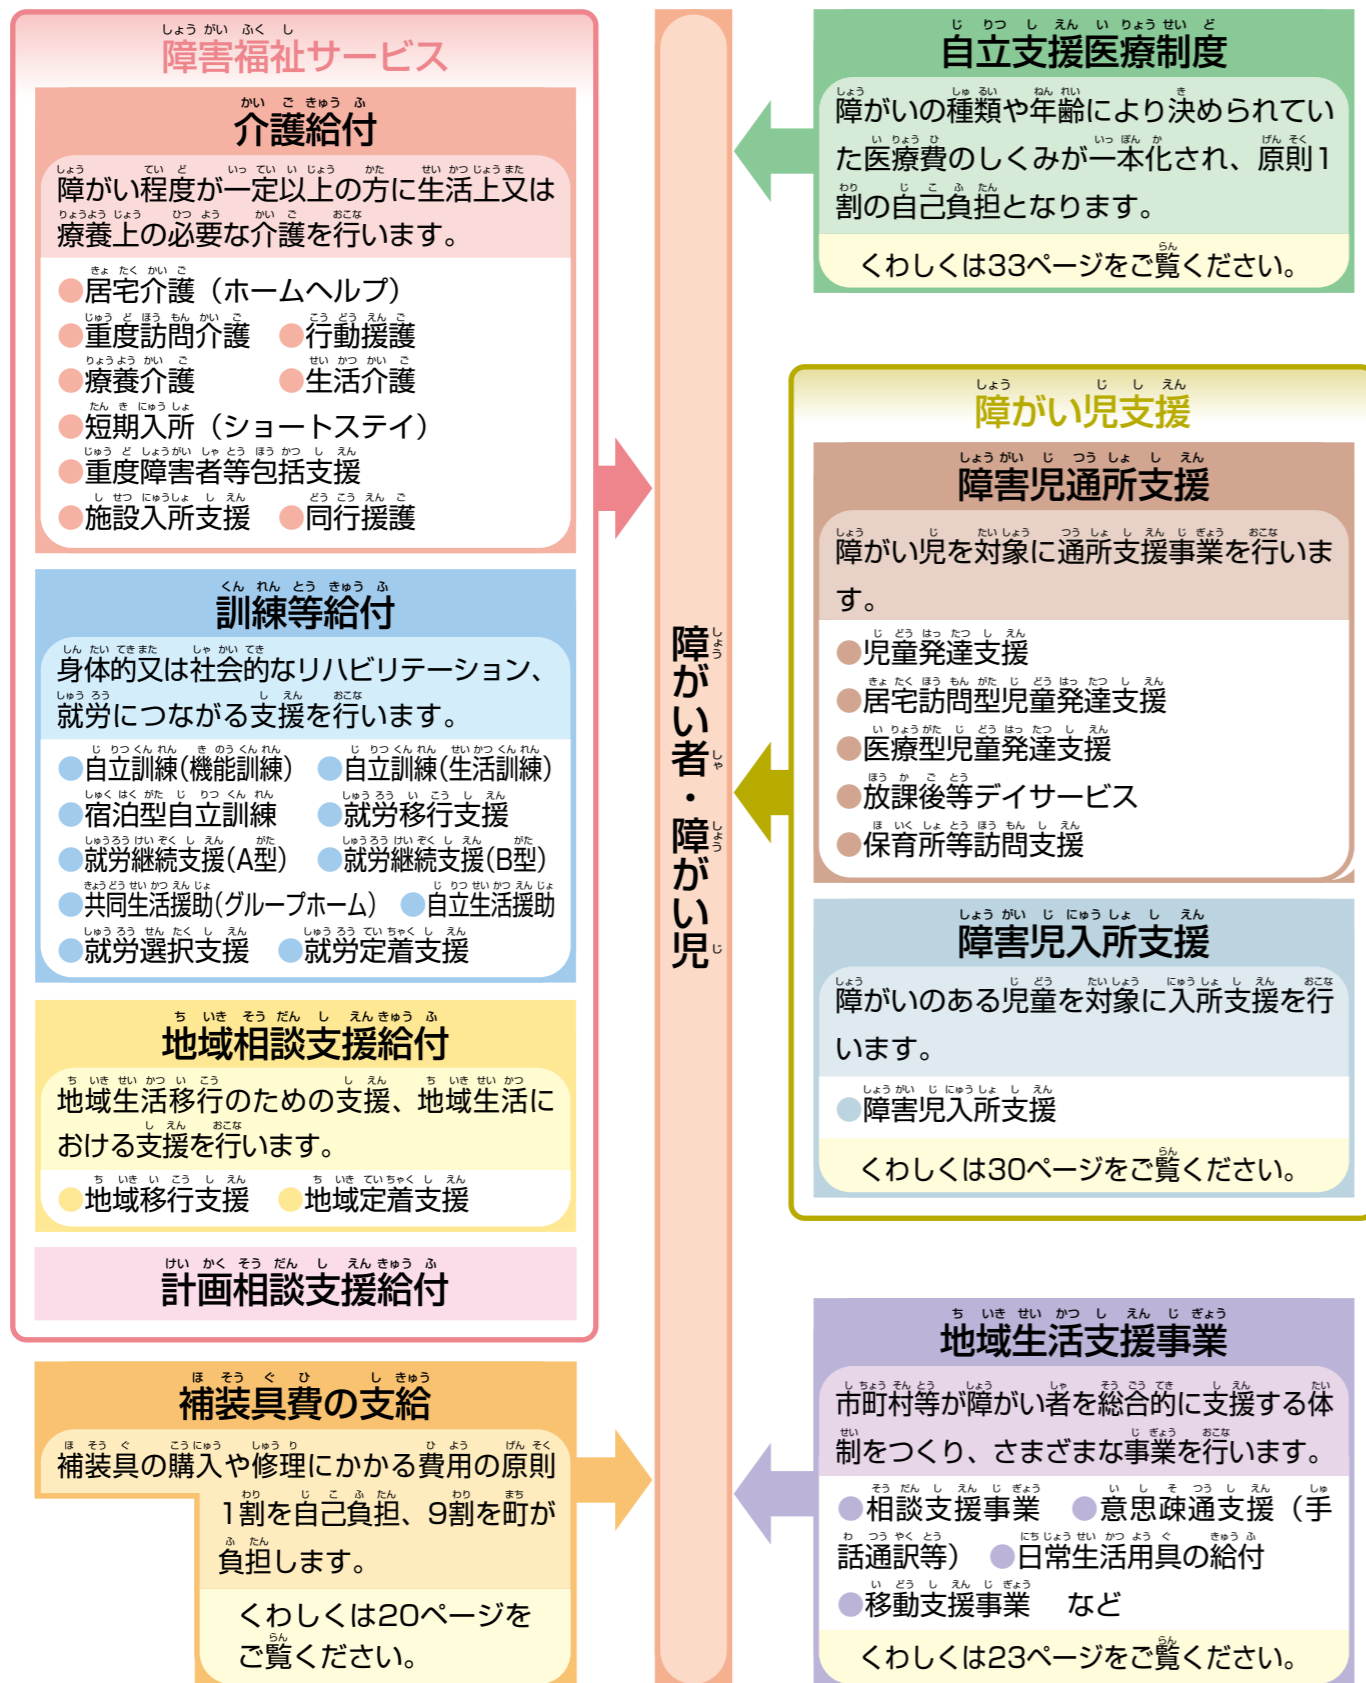 障害福祉サービス
介護給付
障がい程度が一定以上の方に生活上又は
療養上の必要な介護を行います。
●居宅介護（ホームヘルプ）
●重度訪問介護 ●行動援護
●療養介護 ●生活介護
●短期入所（ショートステイ）
●重度障害者等包括支援
●施設入所支援 ●同行援護
訓練等給付
身体的又は社会的なリハビリテーション、
就労につながる支援を行います。
●自立訓練(機能訓練) ●自立訓練(生活訓練)
●宿泊型自立訓練 ●就労移行支援
●就労継続支援(A型) ●就労継続支援(B型)
●共同生活援助(グループホーム) ●自立生活援助
●就労選択支援 ●就労定着支援
地域相談支援給付
地域生活移行のための支援、地域生活に
おける支援を行います。
●地域移行支援 ●地域定着支援
計画相談支援給付
補装具費の支給
補装具の購入や修理にかかる費用の原則
1割を自己負担、9割を町が
負担します。
くわしくは20ページを
ご覧ください。
障がい者・障がい児
自立支援医療制度
障がいの種類や年齢により決められてい
た医療費のしくみが一本化され、原則1
割の自己負担となります。
くわしくは33ページをご覧ください。
障がい児支援
障害児通所支援
障がい児を対象に通所支援事業を行いま
す。
●児童発達支援
●居宅訪問型児童発達支援
●医療型児童発達支援
●放課後等デイサービス
●保育所等訪問支援
障害児入所支援
障がいのある児童を対象に入所支援を行
います。
●障害児入所支援
くわしくは30ページをご覧ください。
地域生活支援事業
市町村等が障がい者を総合的に支援する体
制をつくり、さまざまな事業を行います。
●相談支援事業 ●意思疎通支援（手
話通訳等） ●日常生活用具の給付
●移動支援事業 など
くわしくは23ページをご覧ください。